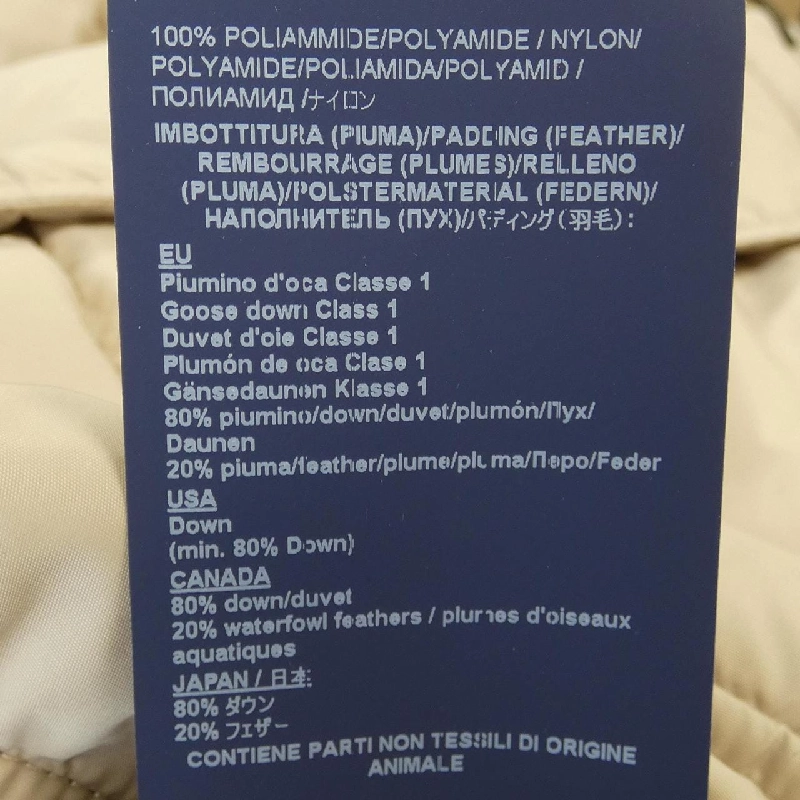 100% POLIAMMIDE/POLYAMIDE / NYLON/
POLYAMIDE/POLIAMIDA/POLYAMID /
ПОЛИАМИД /ナイロン
IMBOTTITURA (PIUMA)/PADDING (FEATHER)/
REMBOURRAGE (PLUMES)/RELLENO
(PLUMA)/POLSTERMATERIAL (FEDERN)/
НАПОЛНИТЕЛЬ (ПУХ)/パディング(羽毛):
EU
Piumino d'oca Classe 1
Goose down Class 1
Duvet d'oie Classe 1
Plumón de oca Clase 1
Gänsedaunen Klasse 1
80% piumino/down/duvet/plumón/Пух/
Daunen
20% piuma/feather/plume/pluma/Перо/Feder
USA
Down
(min. 80% Down)
CANADA
80% down/duvet
20% waterfowl feathers / plumes d'oiseaux
aquatiques
JAPAN / 日本:
80% ダウン
20% フェザー
CONTIENE PARTI NON TESSILI DI ORIGINE
ANIMALE